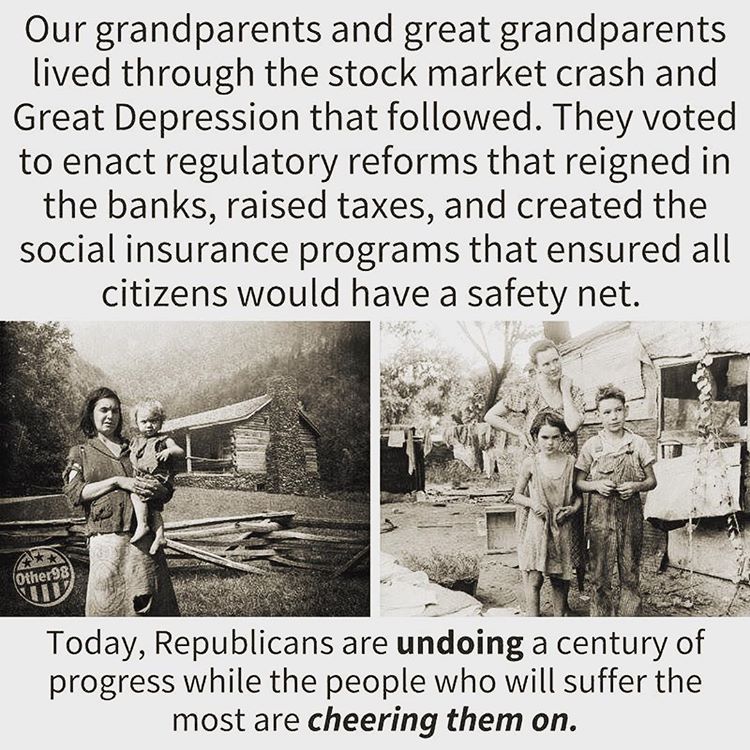 Our grandparents and great grandparents
lived through the stock market crash and
Great Depression that followed. They voted
to enact regulatory reforms that reigned in
the banks, raised taxes, and created the
social insurance programs that ensured all
citizens would have a safety net.
Other98
Today, Republicans are undoing a century of
progress while the people who will suffer the
most are cheering them on.